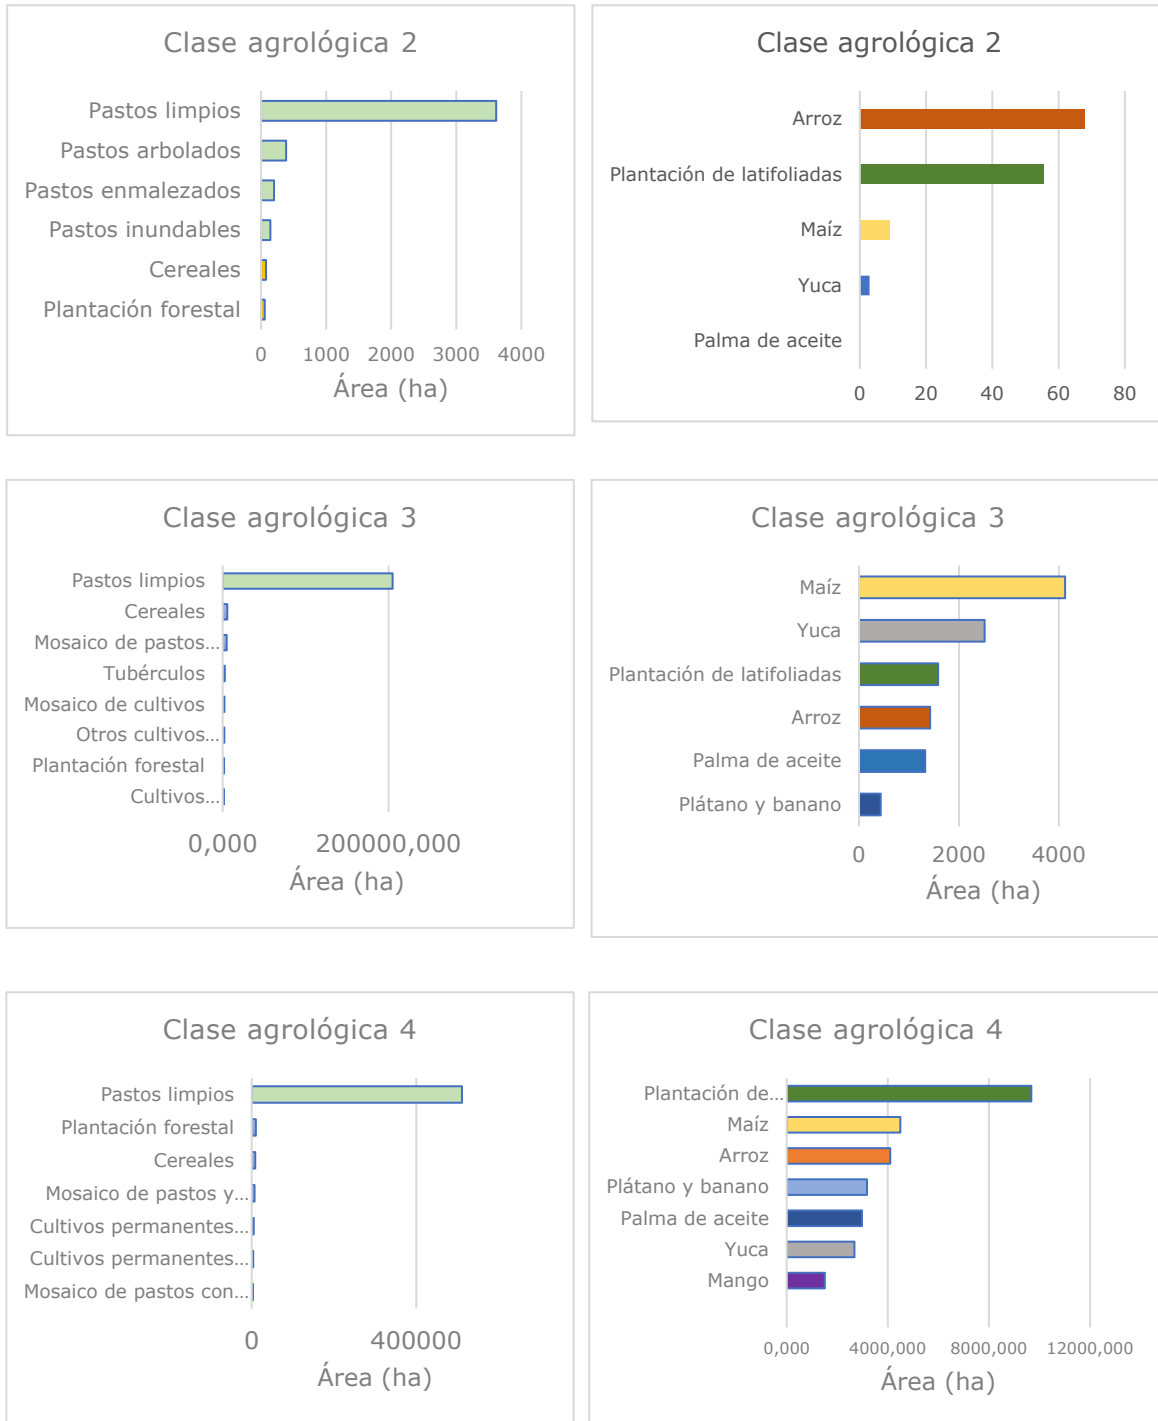 Clase agrológica 2
Pastos limpios
Pastos arbolados
Pastos enmalezados
Pastos inundables
Cereales
Plantación forestal
0 1000 2000 3000 4000
Área (ha)
Clase agrológica 2
Arroz
Plantación de latifoliadas
Maíz
Yuca
Palma de aceite
0 20 40 60 80
Clase agrológica 3
Pastos limpios
Cereales
Mosaico de pastos...
Tubérculos
Mosaico de cultivos
Otros cultivos...
Plantación forestal
Cultivos...
0,000 200000,000
Área (ha)
Clase agrológica 3
Maíz
Yuca
Plantación de latifoliadas
Arroz
Palma de aceite
Plátano y banano
0 2000 4000
Área (ha)
Clase agrológica 4
Pastos limpios
Plantación forestal
Cereales
Mosaico de pastos y...
Cultivos permanentes...
Cultivos permanentes...
Mosaico de pastos con...
0 400000
Área (ha)
Clase agrológica 4
Plantación de...
Maíz
Arroz
Plátano y banano
Palma de aceite
Yuca
Mango
0,000 4000,000 8000,000 12000,000
Área (ha)